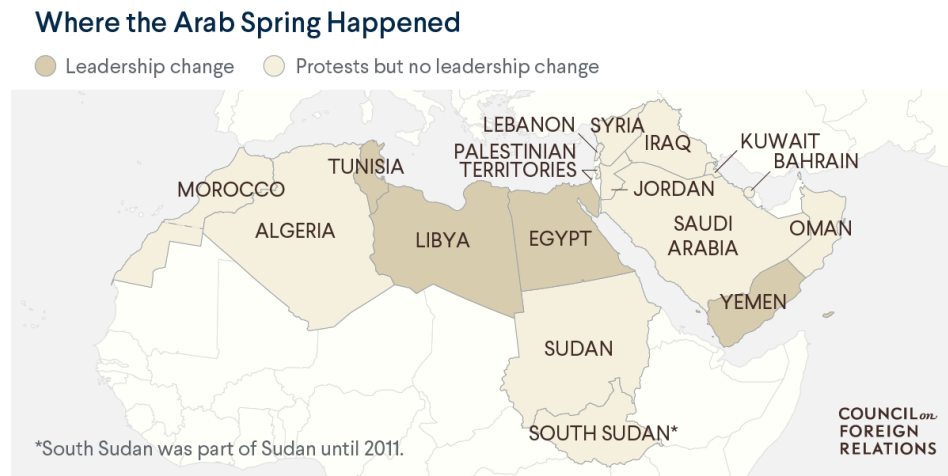 Where the Arab Spring Happened
Leadership change
Protests but no leadership change
LEBANON
SYRIA
IRAQ
KUWAIT
BAHRAIN
PALESTINIAN
TERRITORIES
TUNISIA
MOROCCO
JORDAN
ALGERIA
LIBYA
EGYPT
SAUDI
ARABIA
OMAN
YEMEN
SUDAN
SOUTH SUDAN*
*South Sudan was part of Sudan until 2011.
COUNCIL on
FOREIGN
RELATIONS